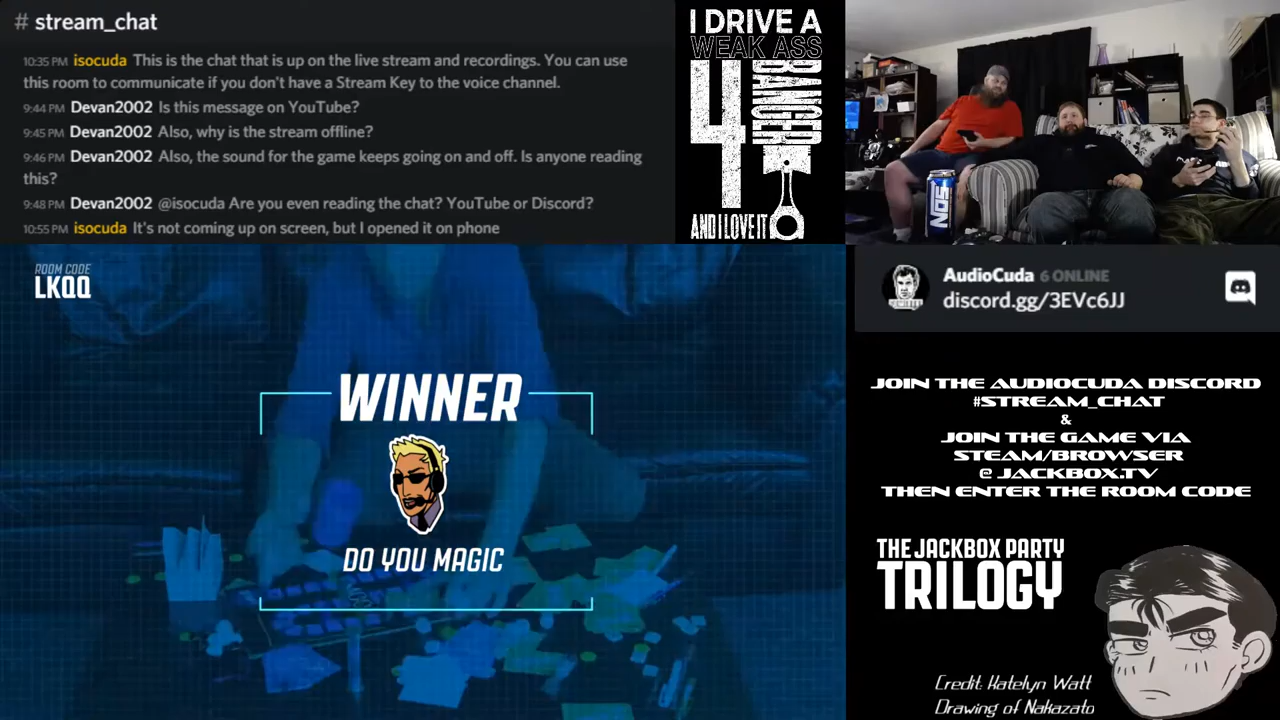 # stream_chat
10:35 PM isocuda This is the chat that is up on the live stream and recordings. You can use
this room to communicate if you don't have a Steam Key to the voice channel.
9:44 PM Devan2002 Is this message on YouTube?
9:45 PM Devan2002 Also, why is the stream offline?
9:46 PM Devan2002 Also, the sound for the game keeps going on and off. Is anyone reading
this?
9:48 PM Devan2002 @isocuda Are you even reading the chat? YouTube or Discord?
10:55 PM isocuda It's not coming up on screen, but I opened it on phone
I DRIVE A
WEAK ASS
4
BANGER
AND I LOVE IT
NOS
ROOM CODE
LKQQ
WINNER
DO YOU MAGIC
AudioCuda 6 ONLINE
discord.gg/3EVc6JJ
JOIN THE AUDIOCUDA DISCORD
#STREAM_CHAT
&
JOIN THE GAME VIA
STEAM/BROWSER
@ JACKBOX.TV
THEN ENTER THE ROOM CODE
THE JACKBOX PARTY
TRILOGY
Credit: Katelyn Watt
Drawing of Nakazato